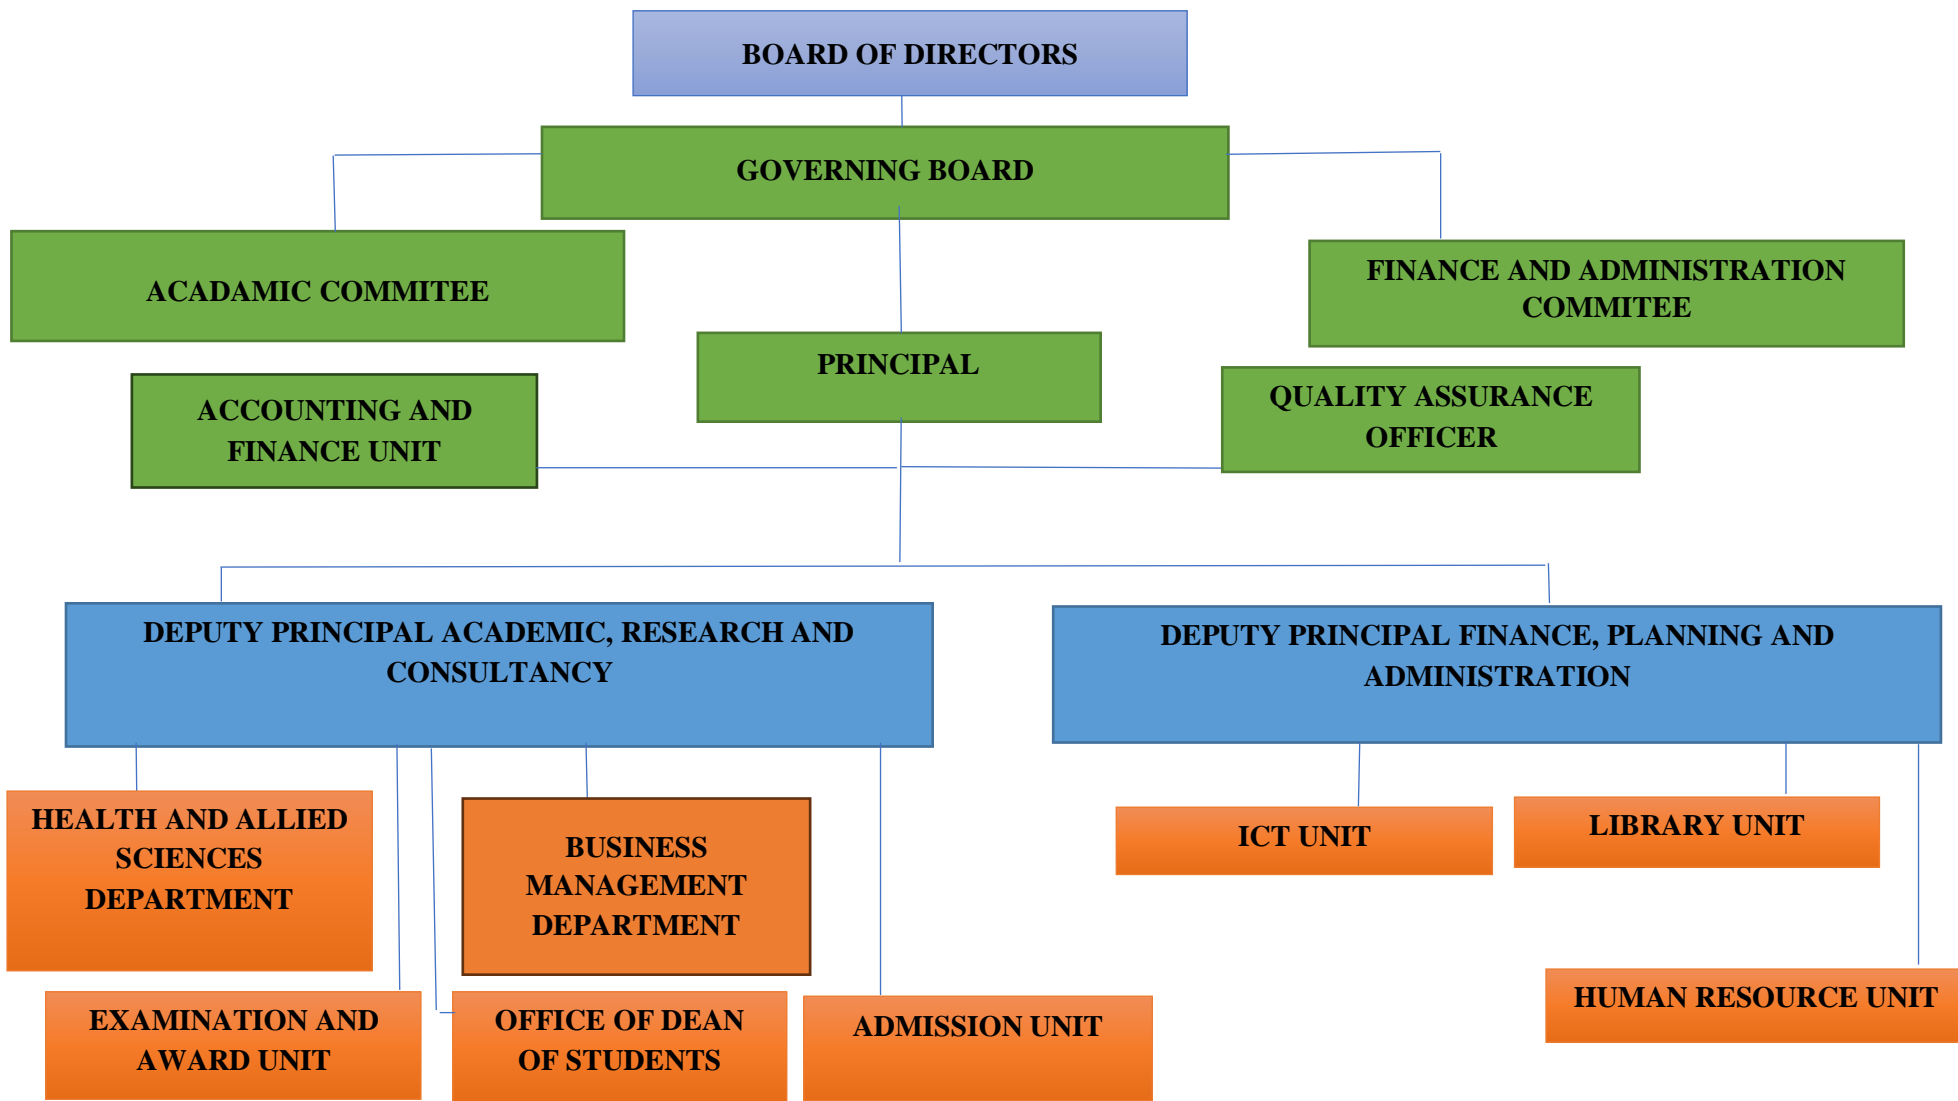 BOARD OF DIRECTORS
GOVERNING BOARD
ACADAMIC COMMITEE
FINANCE AND ADMINISTRATION
COMMITEE
PRINCIPAL
ACCOUNTING AND
FINANCE UNIT
QUALITY ASSURANCE
OFFICER
DEPUTY PRINCIPAL ACADEMIC, RESEARCH AND
CONSULTANCY
DEPUTY PRINCIPAL FINANCE, PLANNING AND
ADMINISTRATION
HEALTH AND ALLIED
SCIENCES
DEPARTMENT
BUSINESS
MANAGEMENT
DEPARTMENT
ICT UNIT
LIBRARY UNIT
EXAMINATION AND
AWARD UNIT
OFFICE OF DEAN
OF STUDENTS
ADMISSION UNIT
HUMAN RESOURCE UNIT